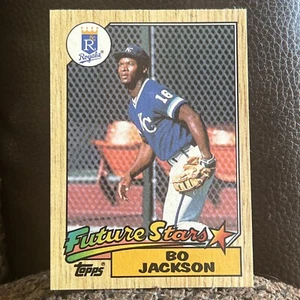 Royals
KC
18
Future Stars
topps
BO
JACKSON